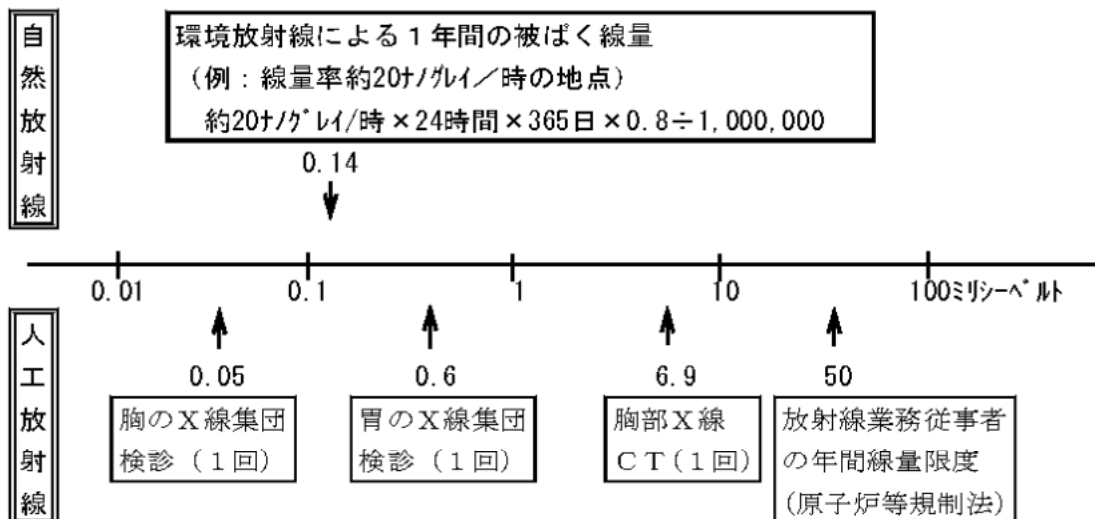 自然放射線
環境放射線による1年間の被ばく線量
(例：線量率約20ナノグレイ/時の地点)
約20ナノグレイ/時×24時間×365日×0.8÷1,000,000
0.14
0.01 0.1 1 10 100ミリシーベルト
人工放射線
0.05
胸のX線集団
検診(1回)
0.6
胃のX線集団
検診(1回)
6.9
胸部X線
CT(1回)
50
放射線業務従事者
の年間線量限度
(原子炉等規制法)